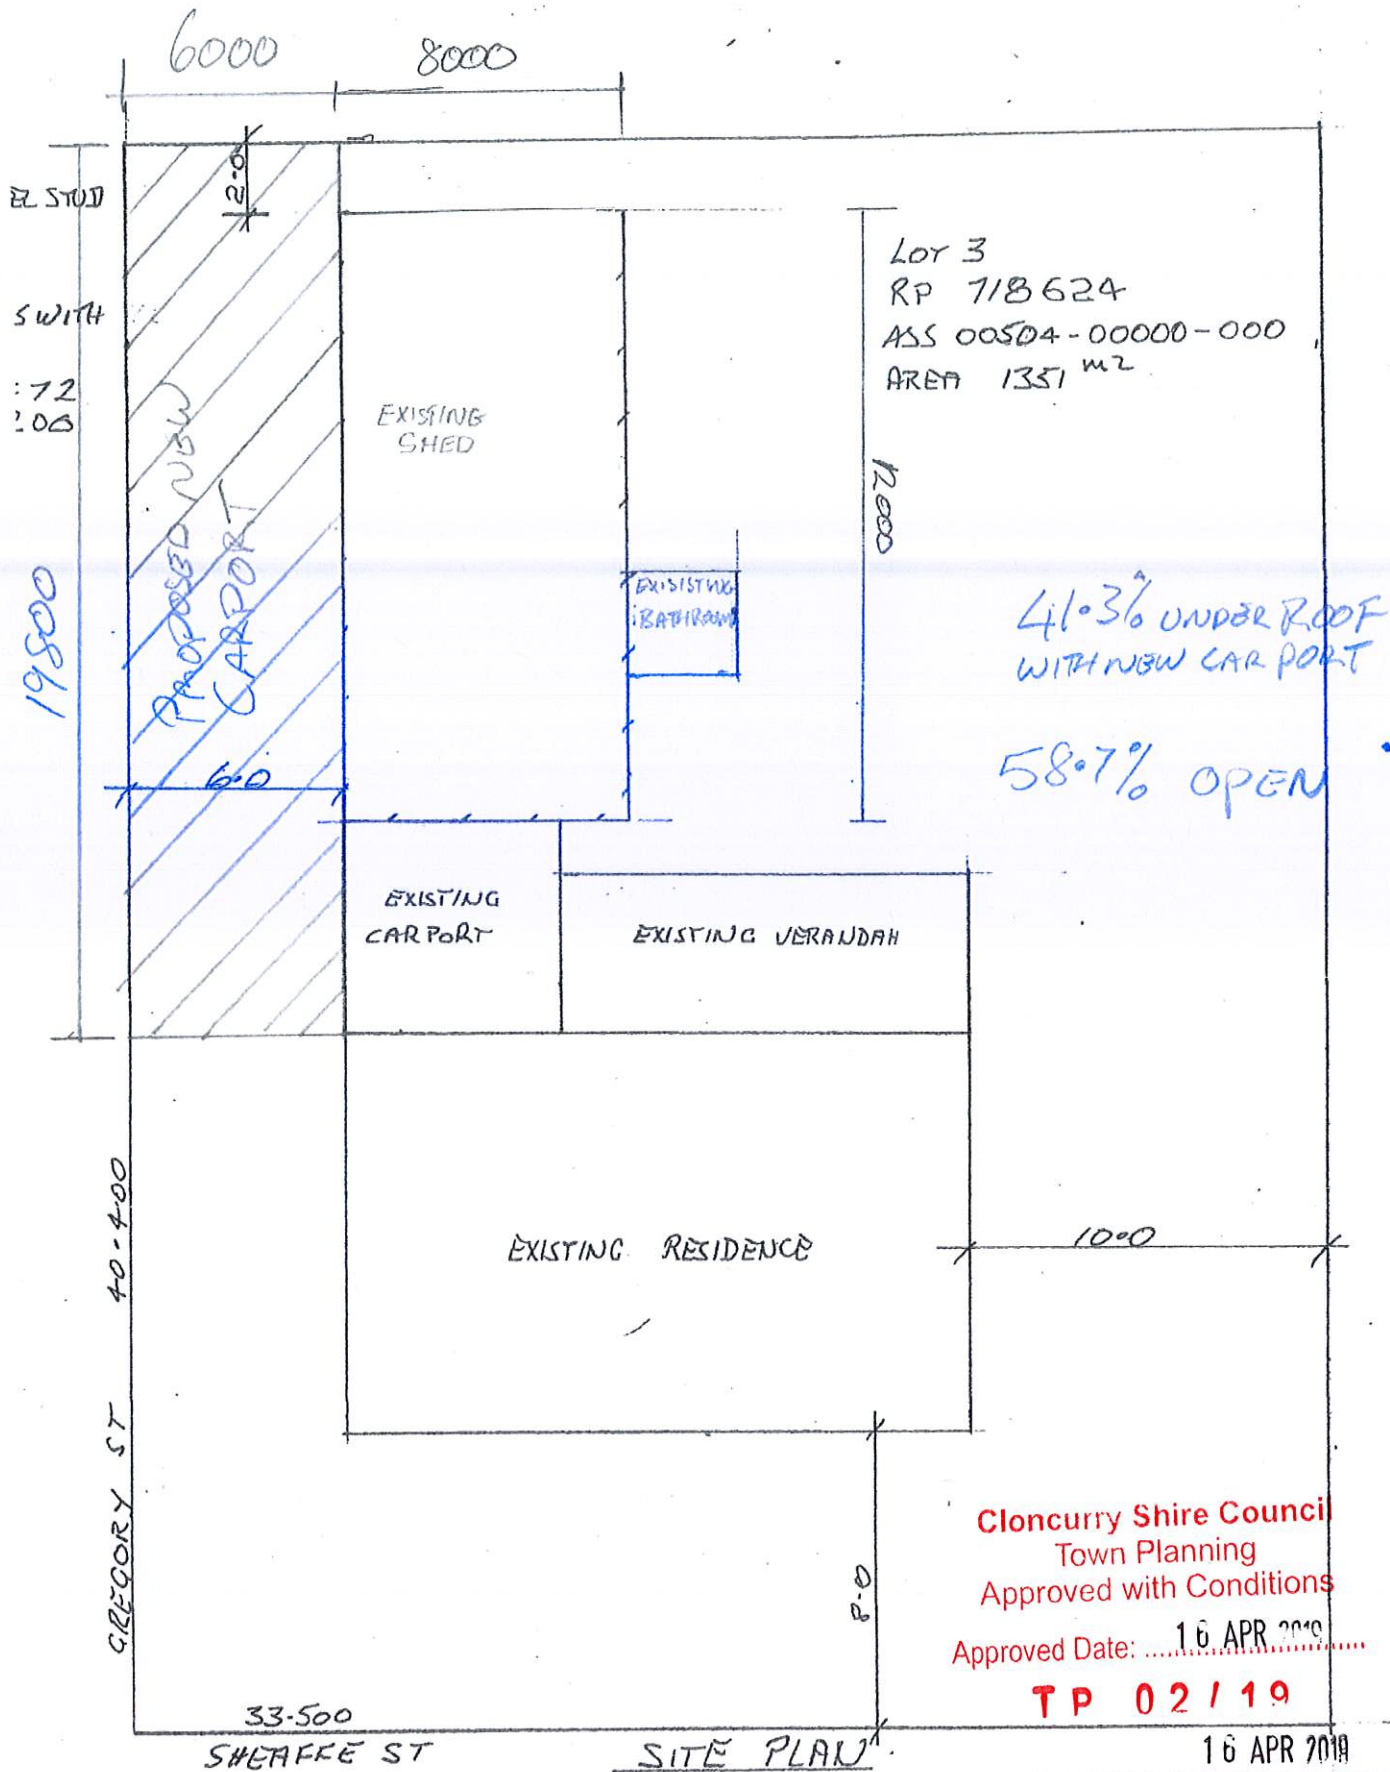 6000
8000
EL STUD
2-0
S WITH
:72
:00
LOT 3
RP 718624
ASS 00504-00000-000
AREA 1351 m2
EXISTING
SHED
PROPOSED NEW
CARPORT
12000
19800
EXISISTING
BATHROOM
41.3% UNDER ROOF
WITH NEW CAR PORT
58.7% OPEN
6.0
EXISTING
CARPORT
EXISTING VERANDAH
EXISTING RESIDENCE
10.0
GREGORY ST 40.400
8-0
Cloncurry Shire Council
Town Planning
Approved with Conditions
Approved Date: 16 APR 2019
TP 02/19
33-500
SHEAFFE ST
SITE PLAN
16 APR 2019